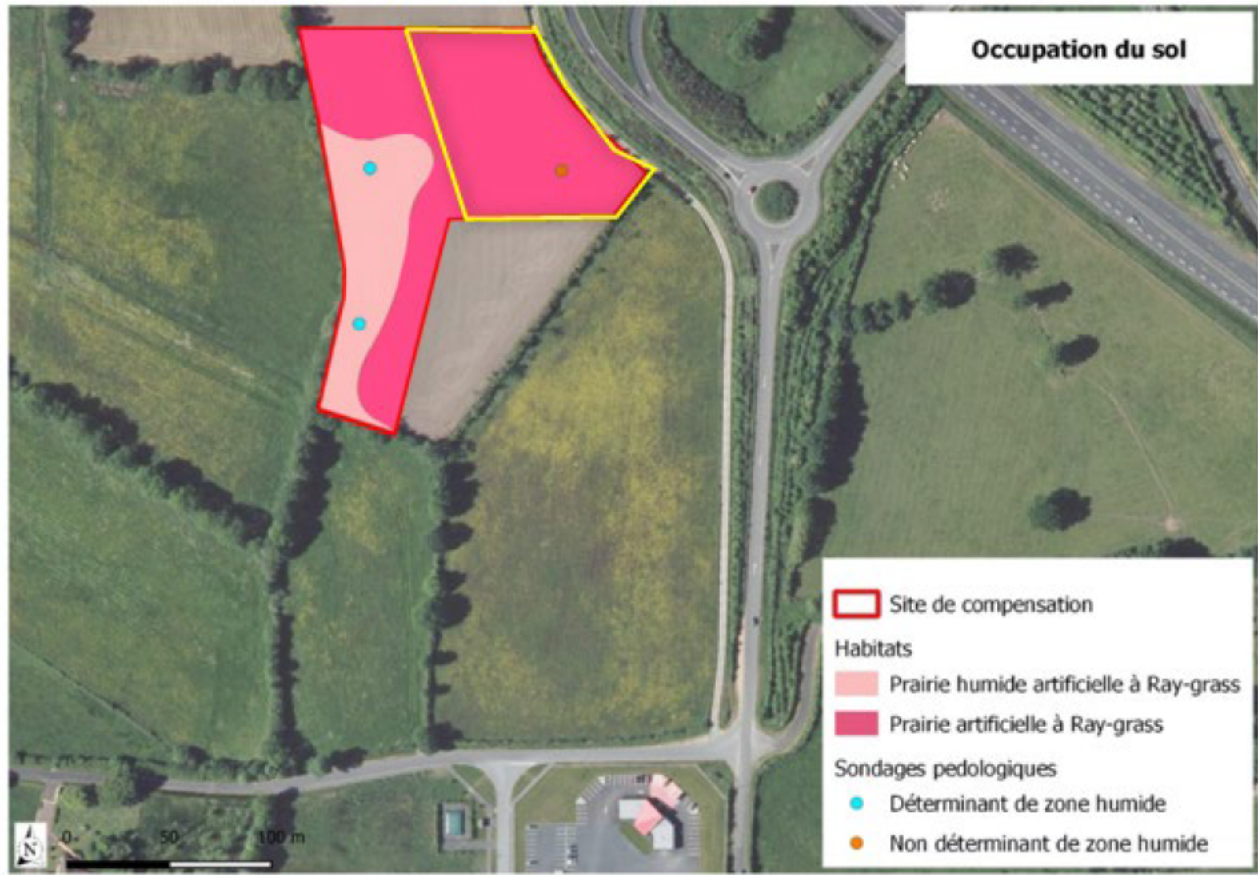 Occupation du sol
Site de compensation
Habitats
Prairie humide artificielle à Ray-grass
Prairie artificielle à Ray-grass
Sondages pedologiques
Déterminant de zone humide
Non déterminant de zone humide
N
0 50 100 m